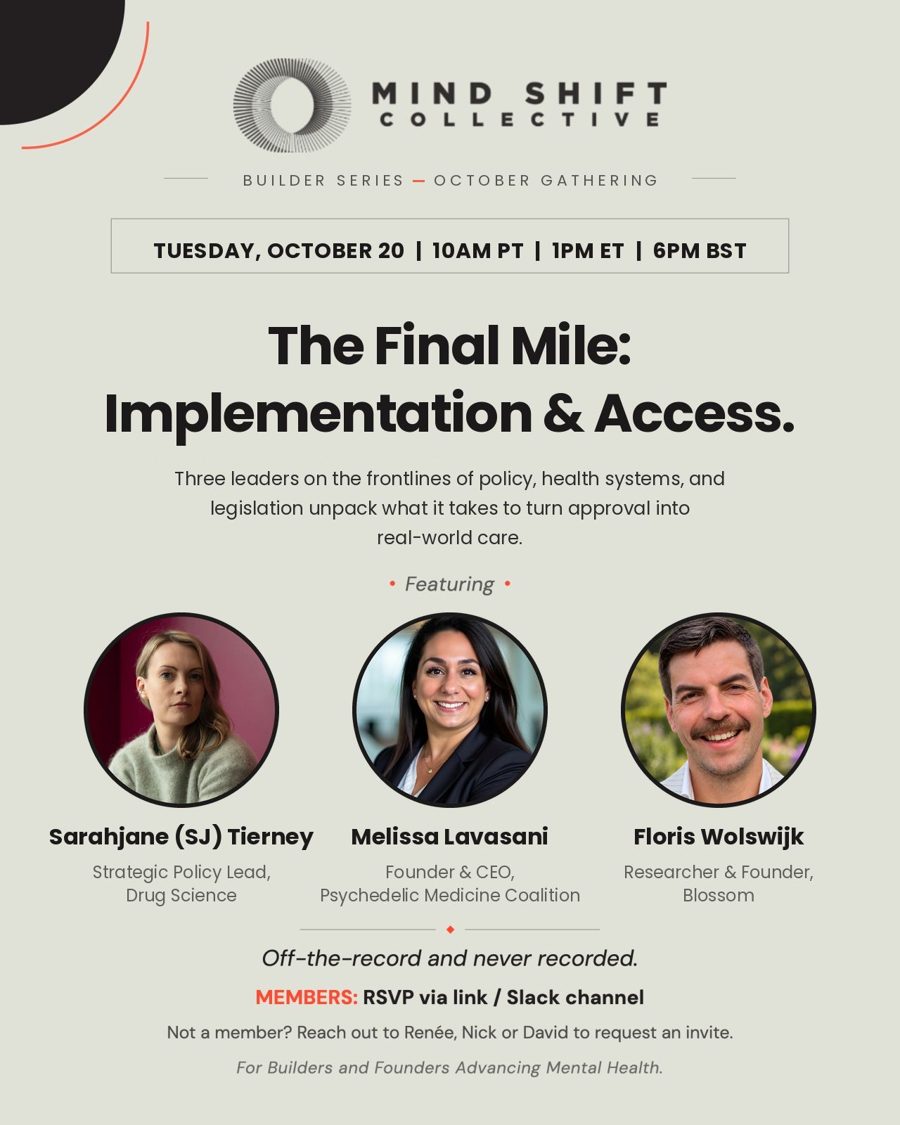 MIND SHIFT
COLLECTIVE
BUILDER SERIES — OCTOBER GATHERING
TUESDAY, OCTOBER 20 | 10AM PT | 1PM ET | 6PM BST
The Final Mile:
Implementation & Access.
Three leaders on the frontlines of policy, health systems, and
legislation unpack what it takes to turn approval into
real-world care.
• Featuring •
Sarahjane (SJ) Tierney
Strategic Policy Lead,
Drug Science
Melissa Lavasani
Founder & CEO,
Psychedelic Medicine Coalition
Floris Wolswijk
Researcher & Founder,
Blossom
Off-the-record and never recorded.
MEMBERS: RSVP via link / Slack channel
Not a member? Reach out to Renée, Nick or David to request an invite.
For Builders and Founders Advancing Mental Health.